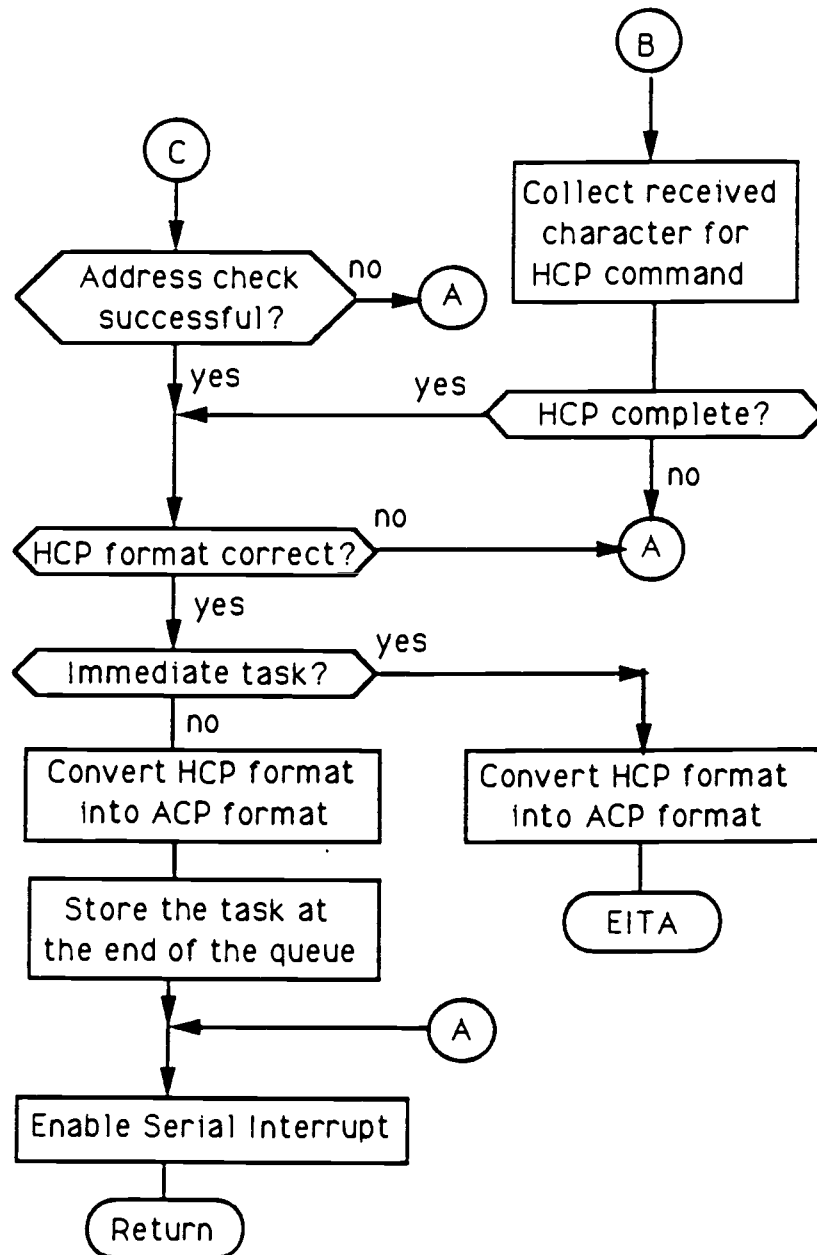 B
C
Collect received
character for
HCP command
Address check
successful?
no
A
yes
yes
HCP complete?
no
HCP format correct?
no
A
yes
Immediate task?
yes
no
Convert HCP format
into ACP format
Convert HCP format
into ACP format
Store the task at
the end of the queue
EITA
A
Enable Serial Interrupt
Return